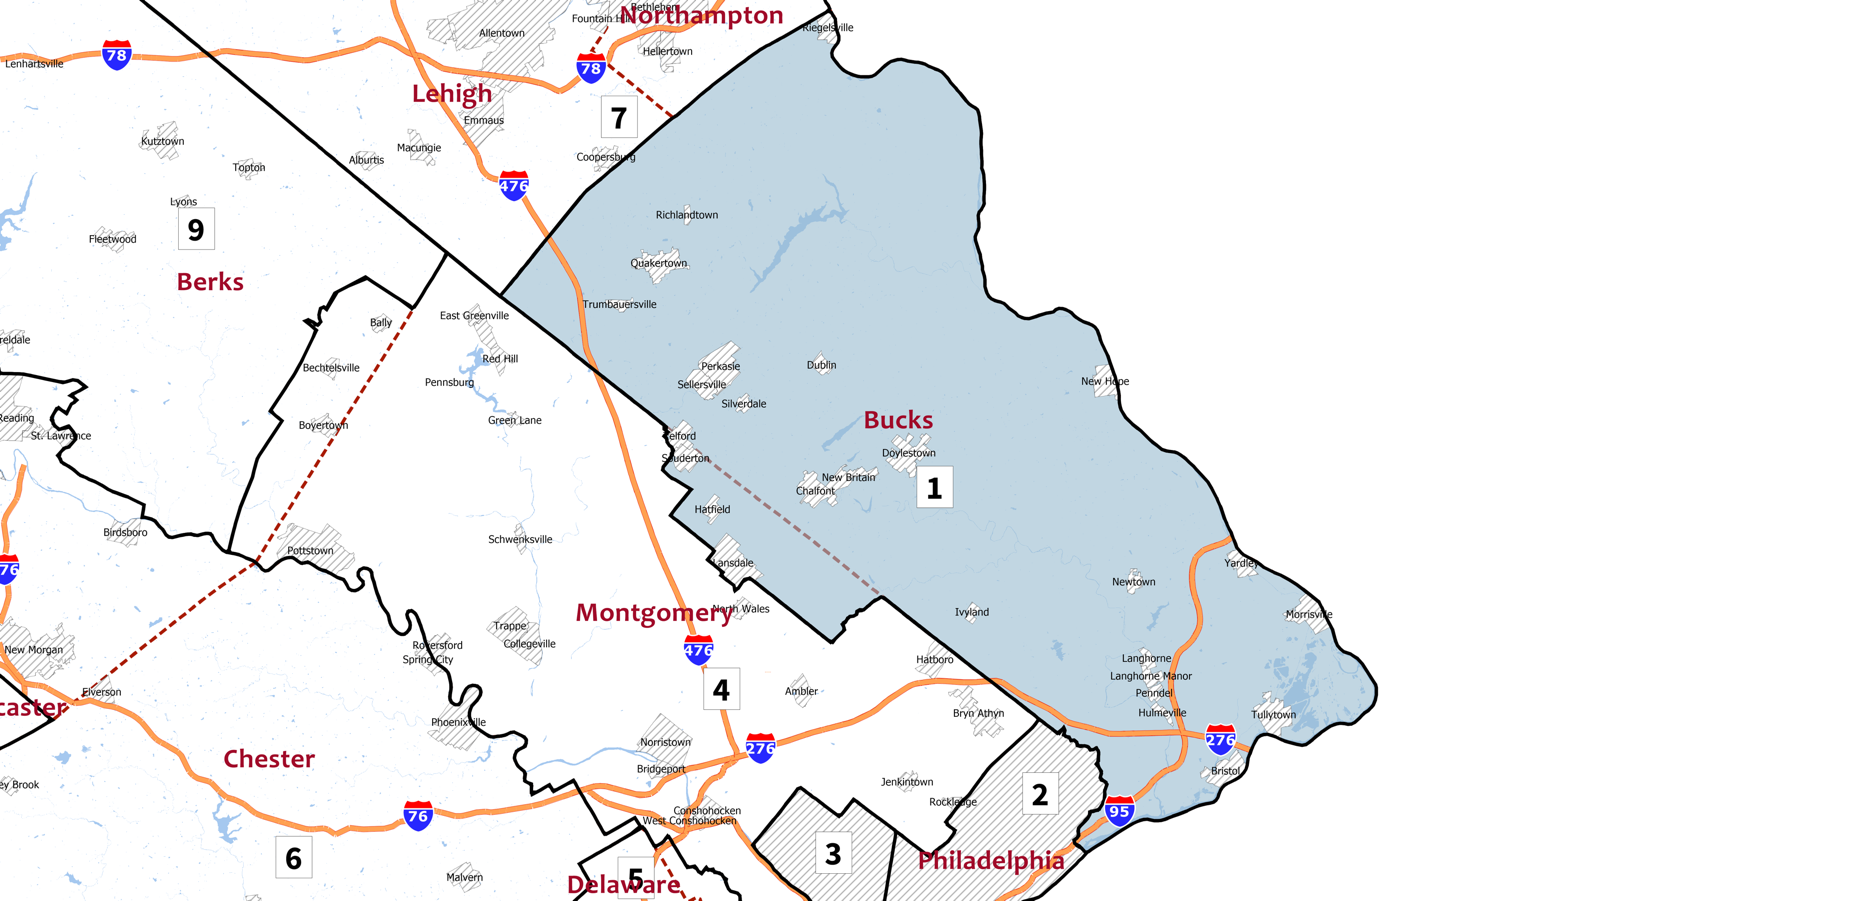 Bethlehem
Northampton
Fountain Hill
Riegelsville
Allentown
Hellertown
78
78
Lenhartsville
Lehigh
7
Emmaus
Kutztown
Macungie
Alburtis
Coopersburg
Topton
476
Lyons
Richlandtown
9
Fleetwood
Quakertown
Berks
Trumbauersville
East Greenville
Bally
reldale
Red Hill
Perkasie
Dublin
Bechtelsville
Pennsburg
Sellersville
New Hope
Silverdale
Reading
Green Lane
Bucks
Boyertown
St. Lawrence
elford
Doylestown
Souderton
New Britain
Chalfont
1
Hatfield
Birdsboro
Schwenksville
Pottstown
Lansdale
Yardley
76
Newtown
North Wales
Montgomery
Ivyland
Morrisville
Trappe
Collegeville
Royersford
New Morgan
476
Spring City
Hatboro
Langhorne
Langhorne Manor
Elverson
4
Ambler
Penndel
caster
Bryn Athyn
Hulmeville
Tullytown
Phoenixville
Norristown
276
276
Chester
Bridgeport
Bristol
ey Brook
Jenkintown
2
Rockledge
Conshohocken
95
76
West Conshohocken
6
3
Philadelphia
Malvern
5
Delaware